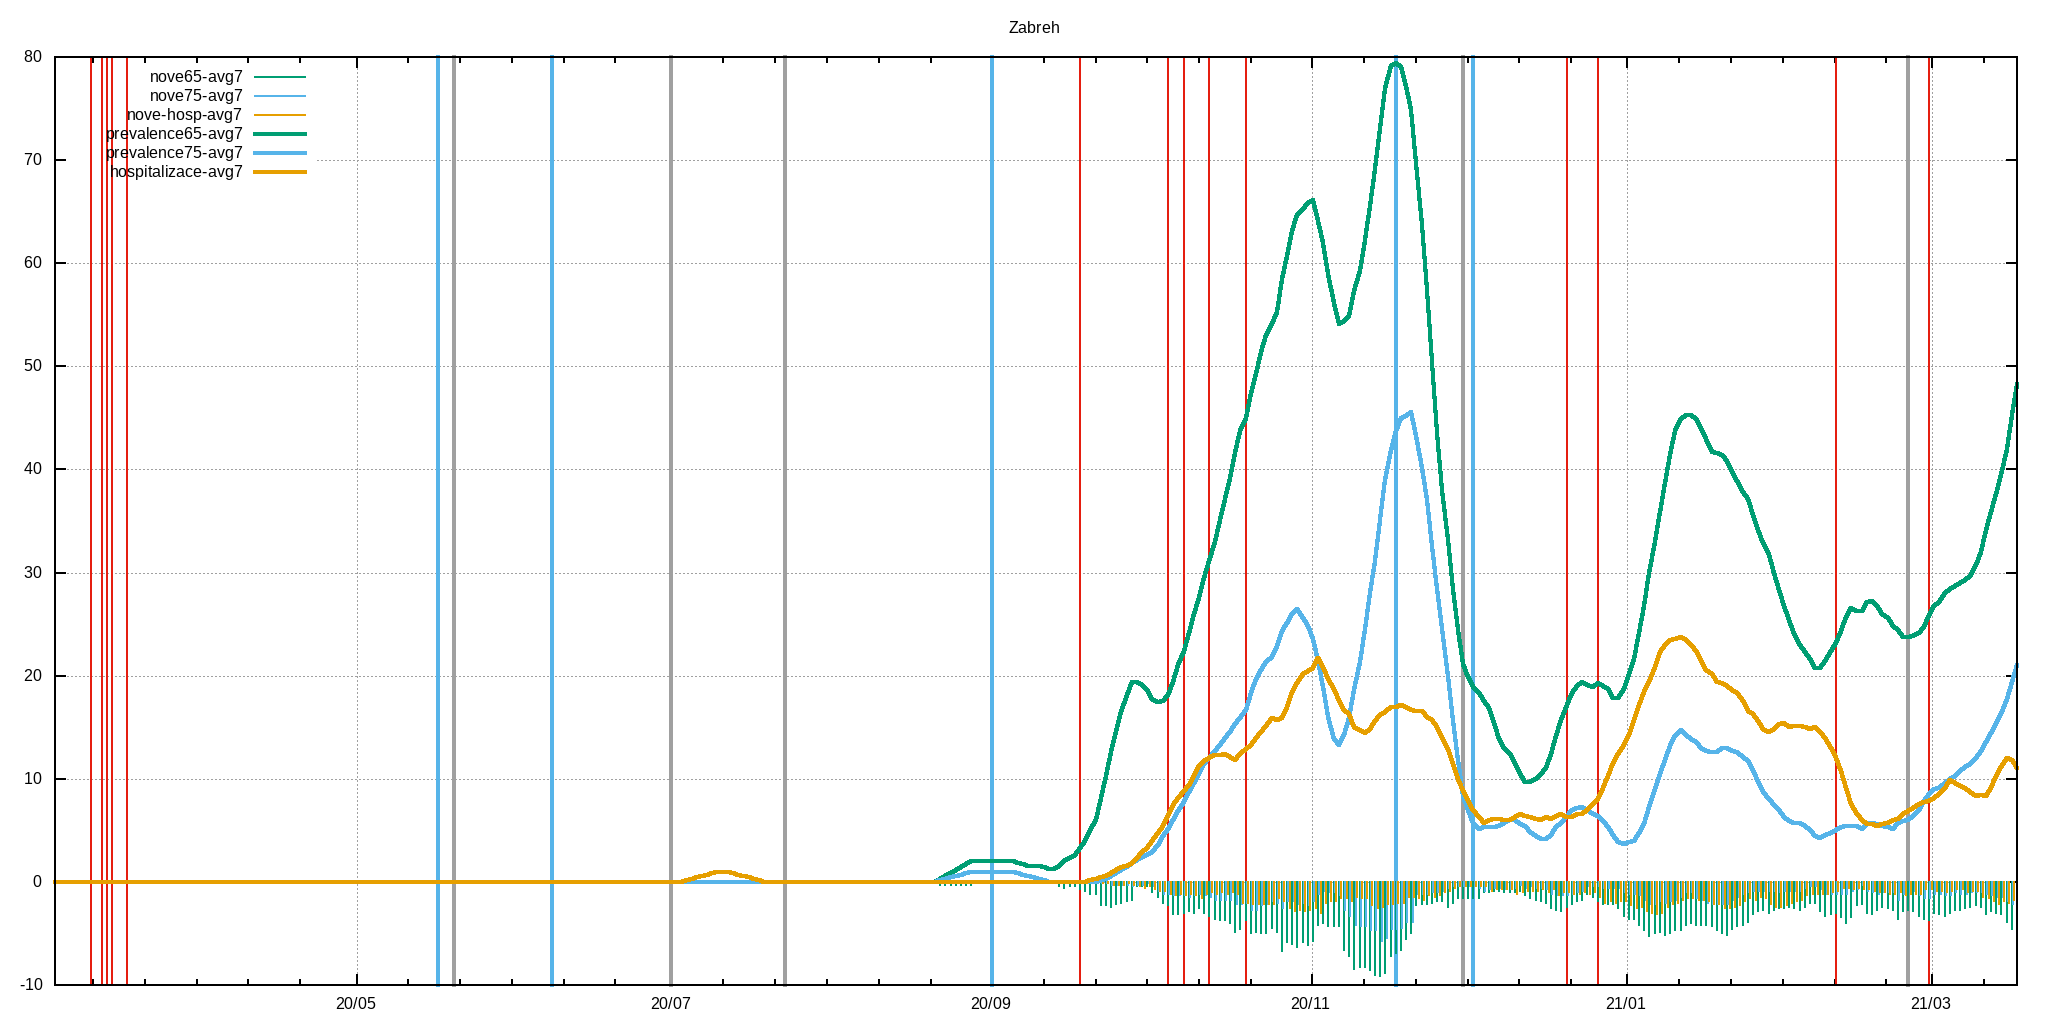 Zabreh
80
70
60
50
40
30
20
10
0
-10
nove65-avg7
nove75-avg7
nove-hosp-avg7
prevalence65-avg7
prevalence75-avg7
hospitalizace-avg7
20/05
20/07
20/09
20/11
21/01
21/03